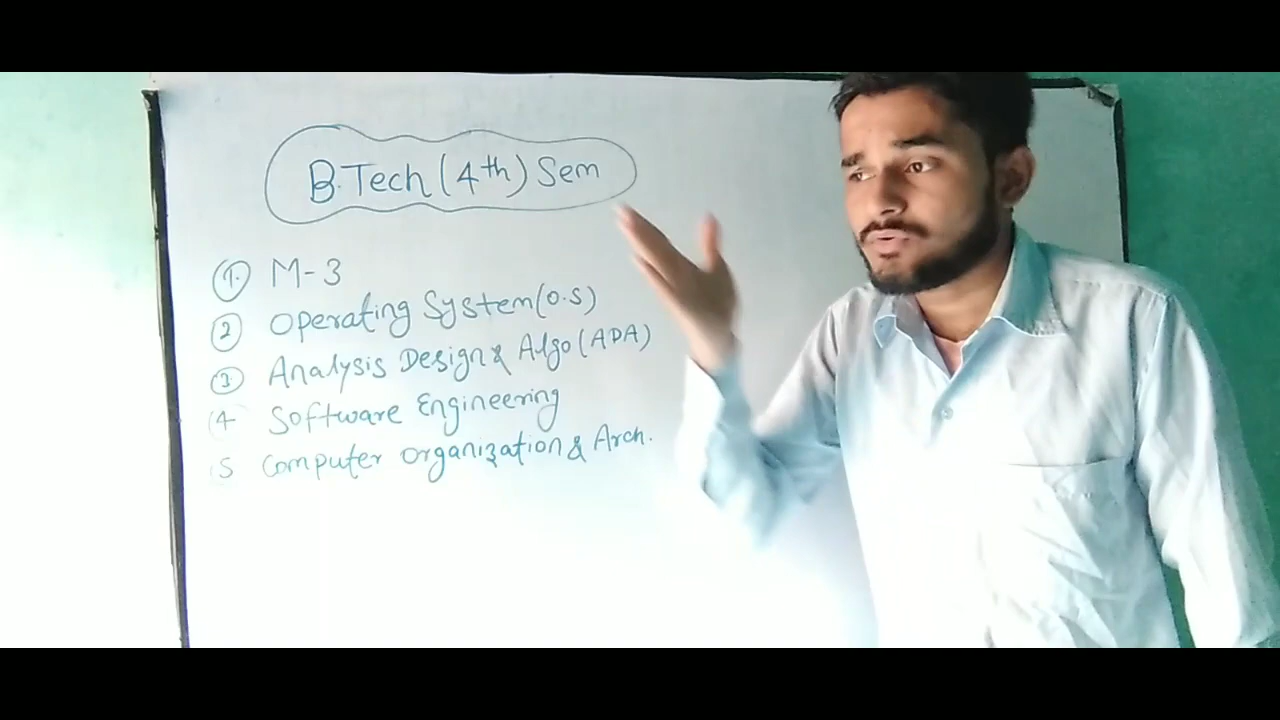 B.Tech (4th) Sem
1. M-3
2 Operating System (O.S)
3. Analysis Design & Algo (ADA)
4 Software Engineering
5 Computer Organization & Arch.